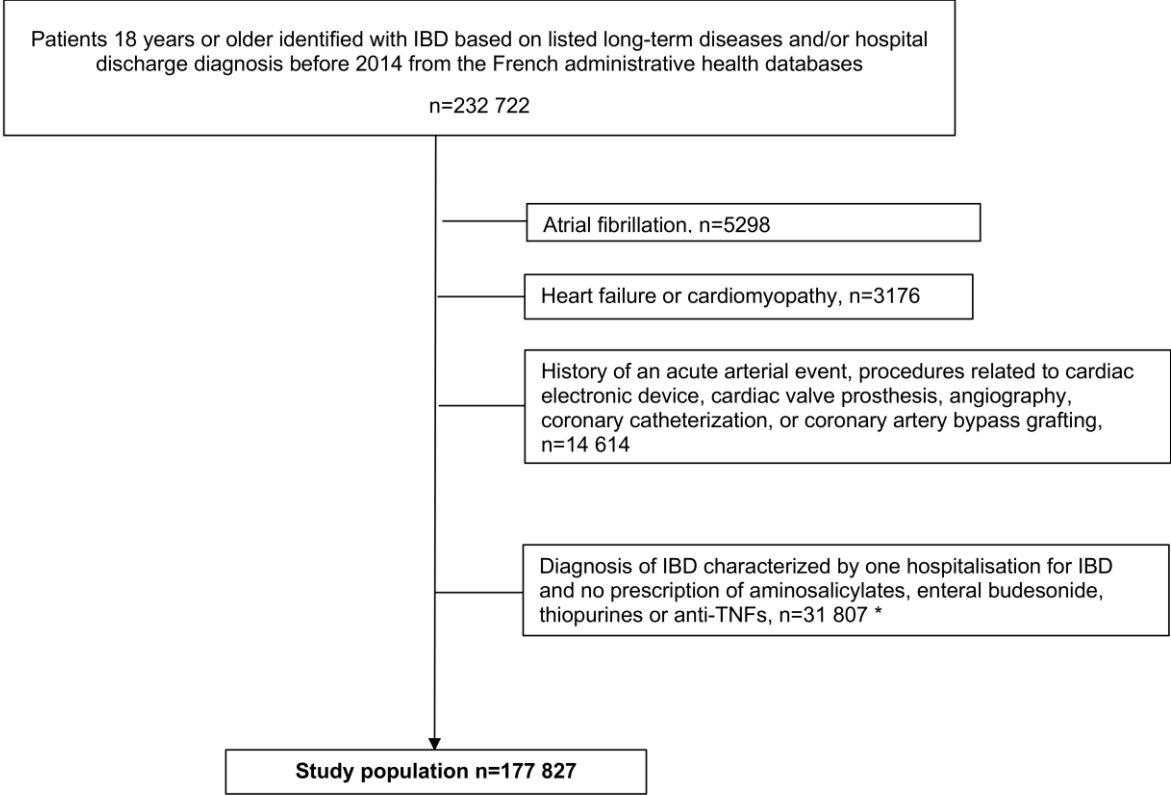 Patients 18 years or older identified with IBD based on listed long-term diseases and/or hospital
discharge diagnosis before 2014 from the French administrative health databases
n=232 722
Atrial fibrillation, n=5298
Heart failure or cardiomyopathy, n=3176
History of an acute arterial event, procedures related to cardiac
electronic device, cardiac valve prosthesis, angiography,
coronary catheterization, or coronary artery bypass grafting,
n=14 614
Diagnosis of IBD characterized by one hospitalisation for IBD
and no prescription of aminosalicylates, enteral budesonide,
thiopurines or anti-TNFs, n=31 807 *
Study population n=177 827